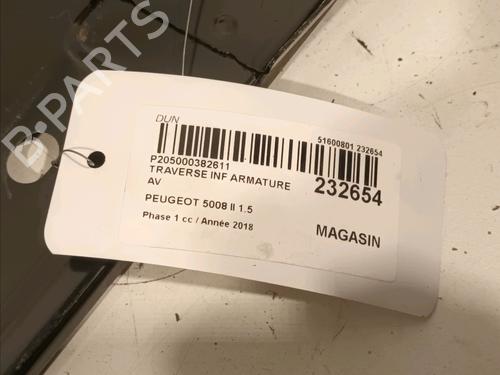 B-PARTS
DUN
51600801 232654
P205000382611
TRAVERSE INF ARMATURE
AV
232654
PEUGEOT 5008 II 1.5
Phase 1 cc / Année 2018
MAGASIN